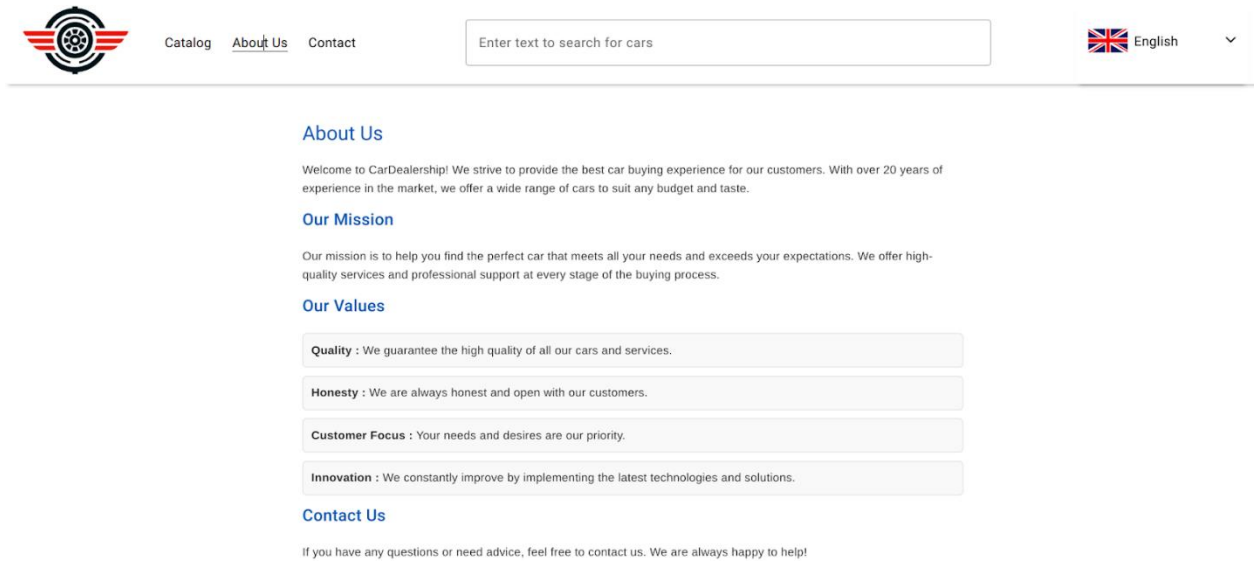 Catalog About Us Contact Enter text to search for cars English
About Us
Welcome to CarDealership! We strive to provide the best car buying experience for our customers. With over 20 years of
experience in the market, we offer a wide range of cars to suit any budget and taste.
Our Mission
Our mission is to help you find the perfect car that meets all your needs and exceeds your expectations. We offer high-
quality services and professional support at every stage of the buying process.
Our Values
Quality : We guarantee the high quality of all our cars and services.
Honesty : We are always honest and open with our customers.
Customer Focus : Your needs and desires are our priority.
Innovation : We constantly improve by implementing the latest technologies and solutions.
Contact Us
If you have any questions or need advice, feel free to contact us. We are always happy to help!